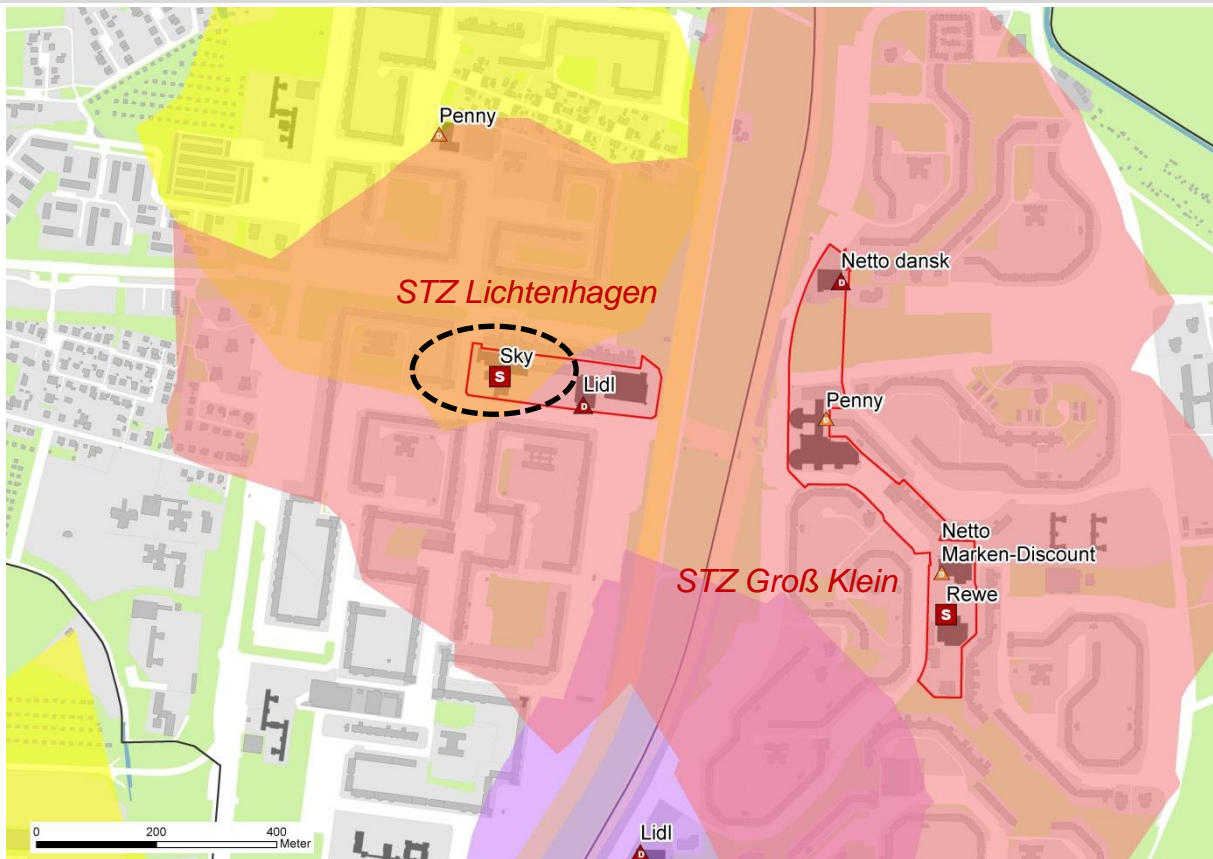 Penny
D
STZ Lichtenhagen
Netto dansk
D
Sky
S
Lidl
D
Penny
D
Netto
Marken-Discount
D
STZ Groß Klein
Rewe
S
0 200 400
Meter
Lidl
D